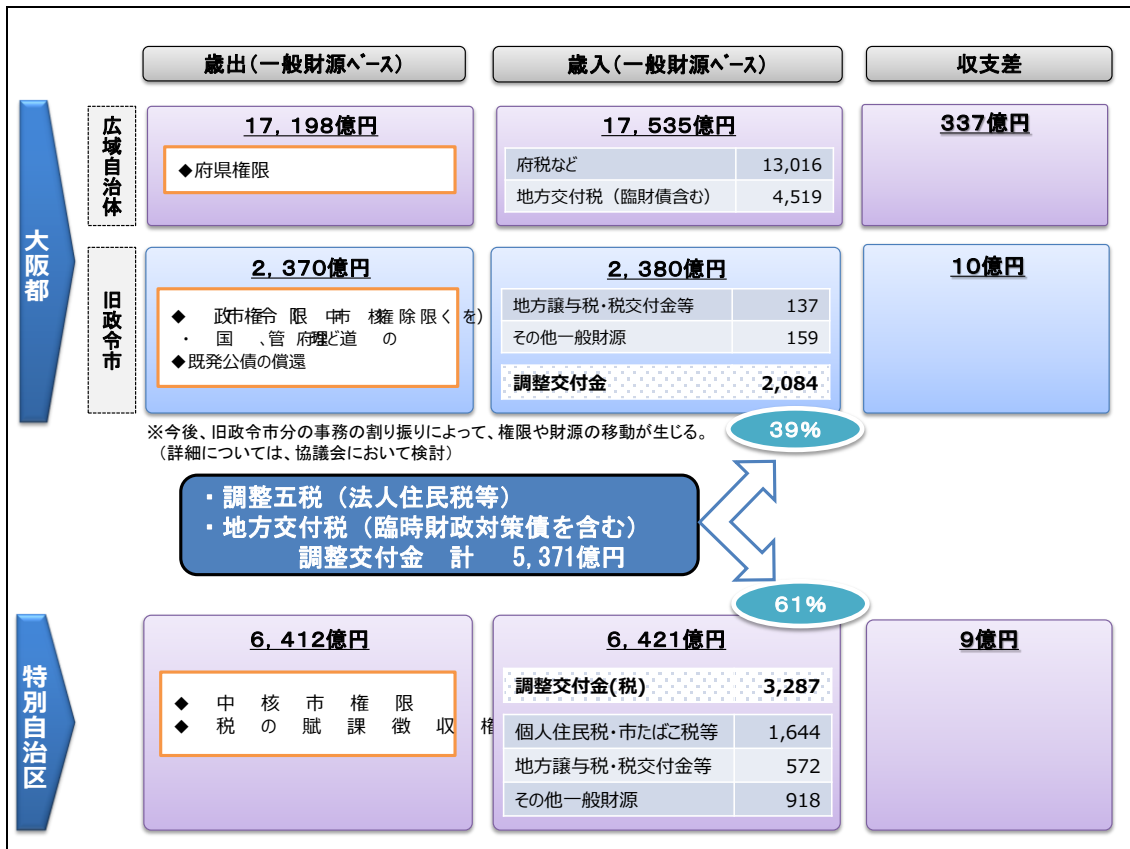 歳出(一般財源ベース)
歳入(一般財源ベース)
収支差
大阪都
広域自治体
17,198億円
◆府県権限
17,535億円
府税など 13,016
地方交付税（臨財債含む） 4,519
337億円
旧政令市
2,370億円
◆既発公債の償還
2,380億円
地方譲与税・税交付金等 137
その他一般財源 159
調整交付金 2,084
10億円
※今後、旧政令市分の事務の割り振りによって、権限や財源の移動が生じる。
（詳細については、協議会において検討）
39%
・調整五税（法人住民税等）
・地方交付税（臨時財政対策債を含む）
調整交付金 計 5,371億円
61%
特別自治区
6,412億円
◆ 中核市権限
◆ 税の賦課徴収権
6,421億円
調整交付金(税) 3,287
個人住民税・市たばこ税等 1,644
地方譲与税・税交付金等 572
その他一般財源 918
9億円